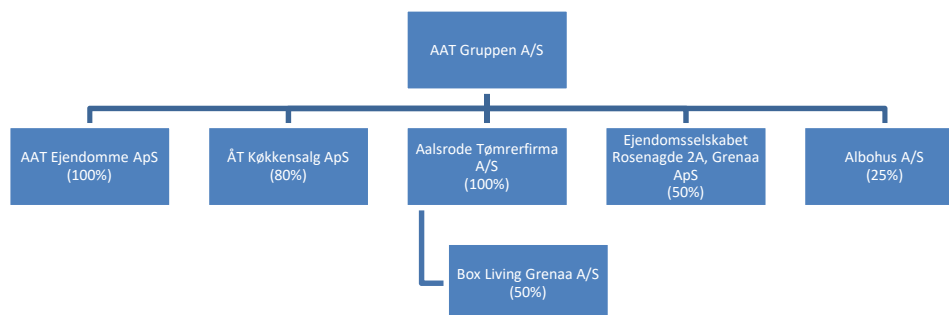 AAT Gruppen A/S
AAT Ejendomme ApS
(100%)
ÅT Køkkensalg ApS
(80%)
Aalsrode Tømrerfirma
A/S
(100%)
Ejendomsselskabet
Rosenagde 2A, Grenaa
ApS
(50%)
Albohus A/S
(25%)
Box Living Grenaa A/S
(50%)